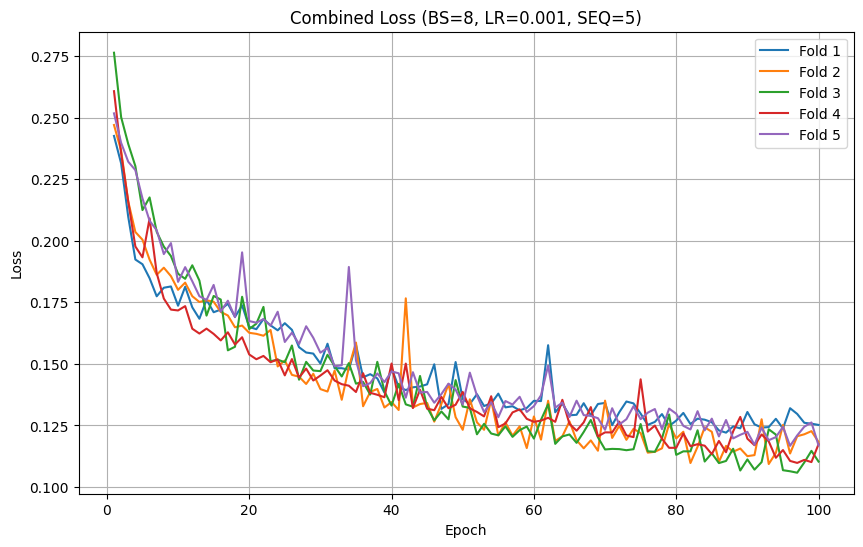 Combined Loss (BS=8, LR=0.001, SEQ=5)
Fold 1
Fold 2
Fold 3
Fold 4
Fold 5
Loss
0.275
0.250
0.225
0.200
0.175
0.150
0.125
0.100
0 20 40 60 80 100
Epoch